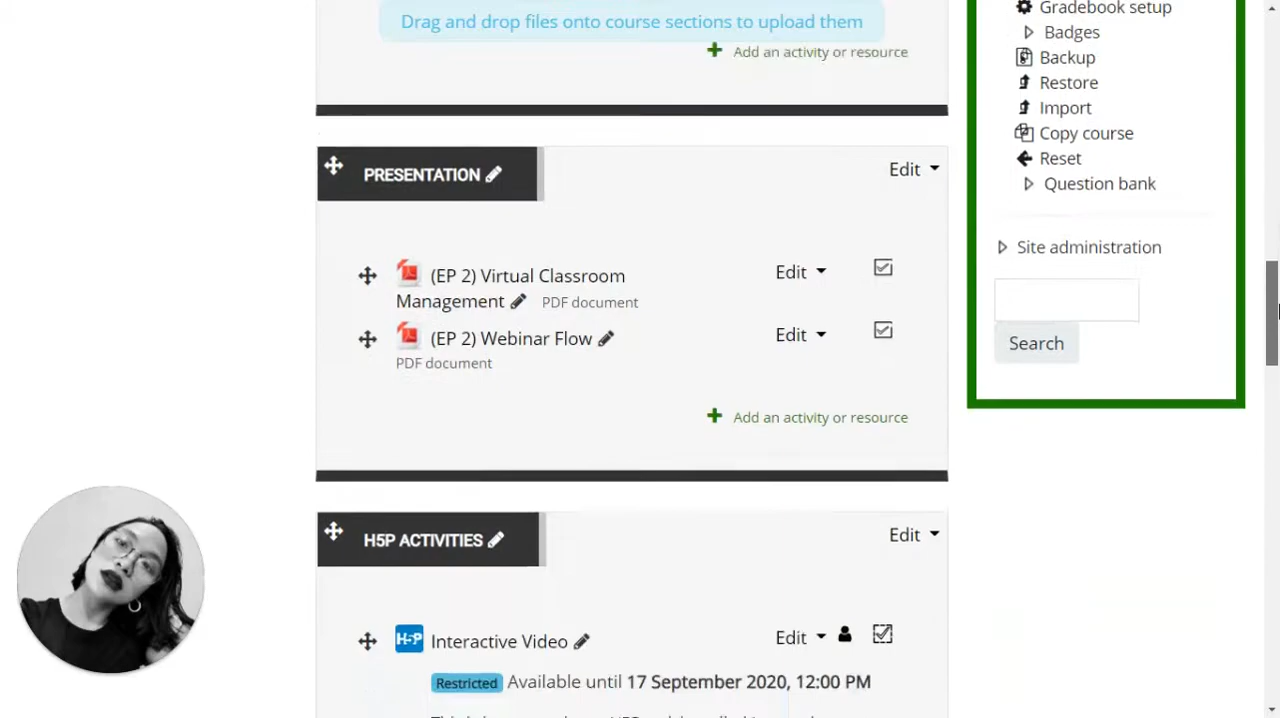 Drag and drop files onto course sections to upload them
Add an activity or resource
PRESENTATION
Edit
(EP 2) Virtual Classroom
Management PDF document
Edit
(EP 2) Webinar Flow
Edit
PDF document
Add an activity or resource
H5P ACTIVITIES
Edit
H5P Interactive Video
Edit
Restricted Available until 17 September 2020, 12:00 PM
Gradebook setup
Badges
Backup
Restore
Import
Copy course
Reset
Question bank
Site administration
Search